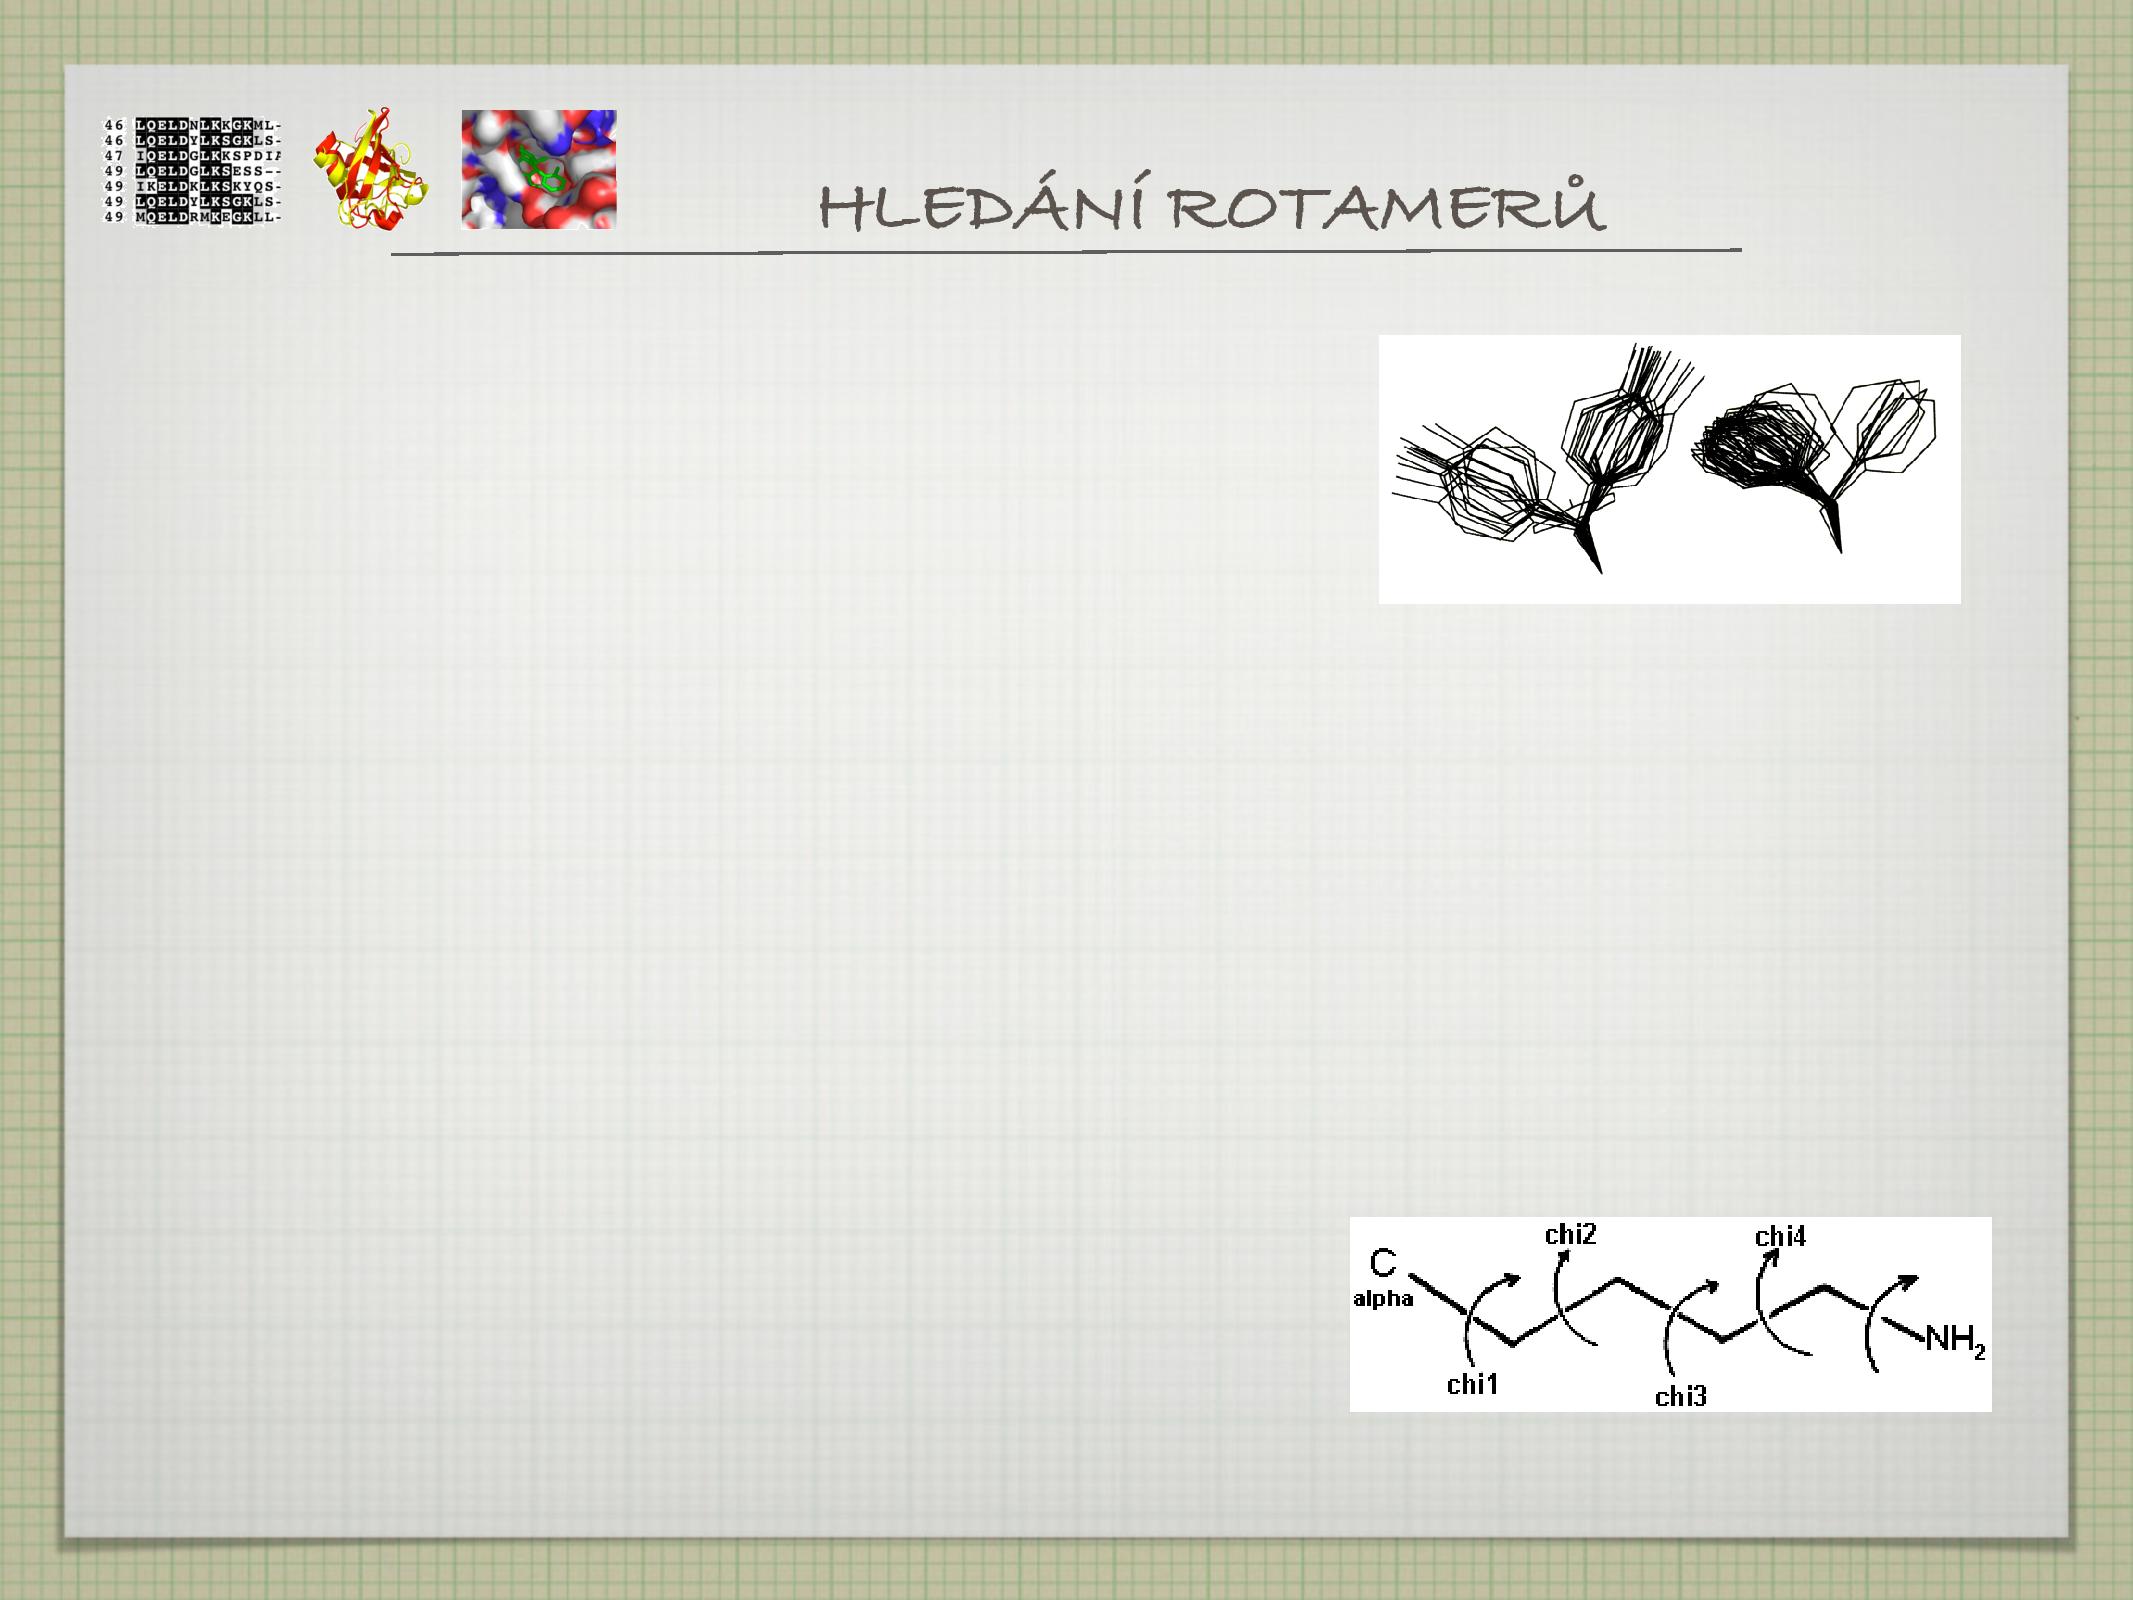 46 LQELDNLKKGKML-
46 LQELDYLKSGKLS-
47 IQELDGLKKSPDIA
49 LQELDGLKSESS--
49 IKELDKLKSKYQS-
49 LQELDYLKSGKLS-
49 MQELDRMKEGKLL-
HLEDÁNÍ ROTAMERŮ
chi2
chi4
C
alpha
NH2
chi1
chi3